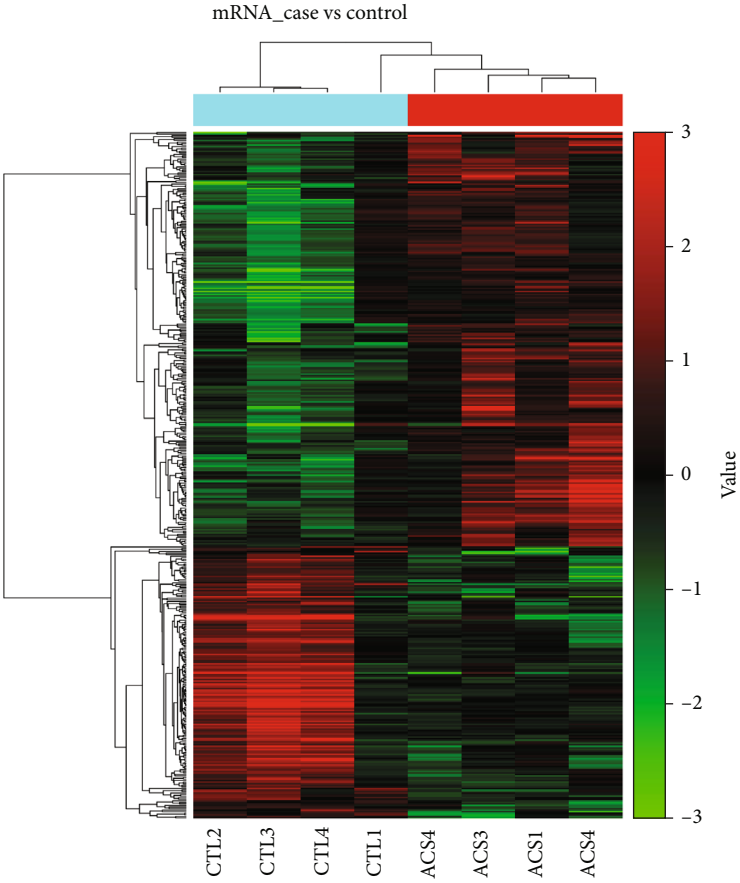 mRNA_case vs control
3
2
1
0
−1
−2
−3
Value
CTL2
CTL3
CTL4
CTL1
ACS4
ACS3
ACS1
ACS4